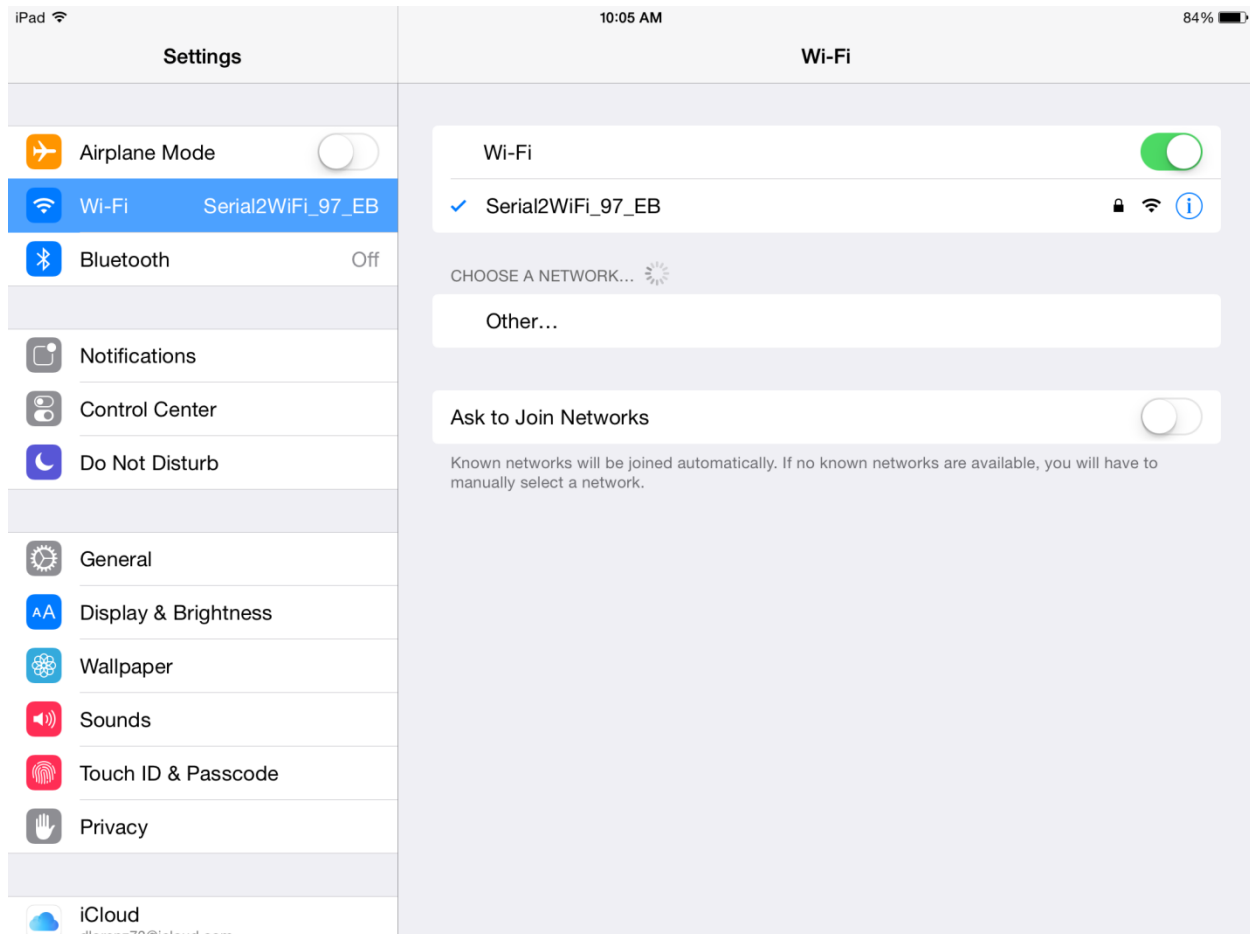 iPad 10:05 AM 84%
Settings
Wi-Fi
Airplane Mode
Wi-Fi Serial2WiFi_97_EB
Bluetooth Off
Notifications
Control Center
Do Not Disturb
General
AA Display & Brightness
Wallpaper
Sounds
Touch ID & Passcode
Privacy
iCloud
Wi-Fi
Serial2WiFi_97_EB
CHOOSE A NETWORK...
Other...
Ask to Join Networks
Known networks will be joined automatically. If no known networks are available, you will have to
manually select a network.